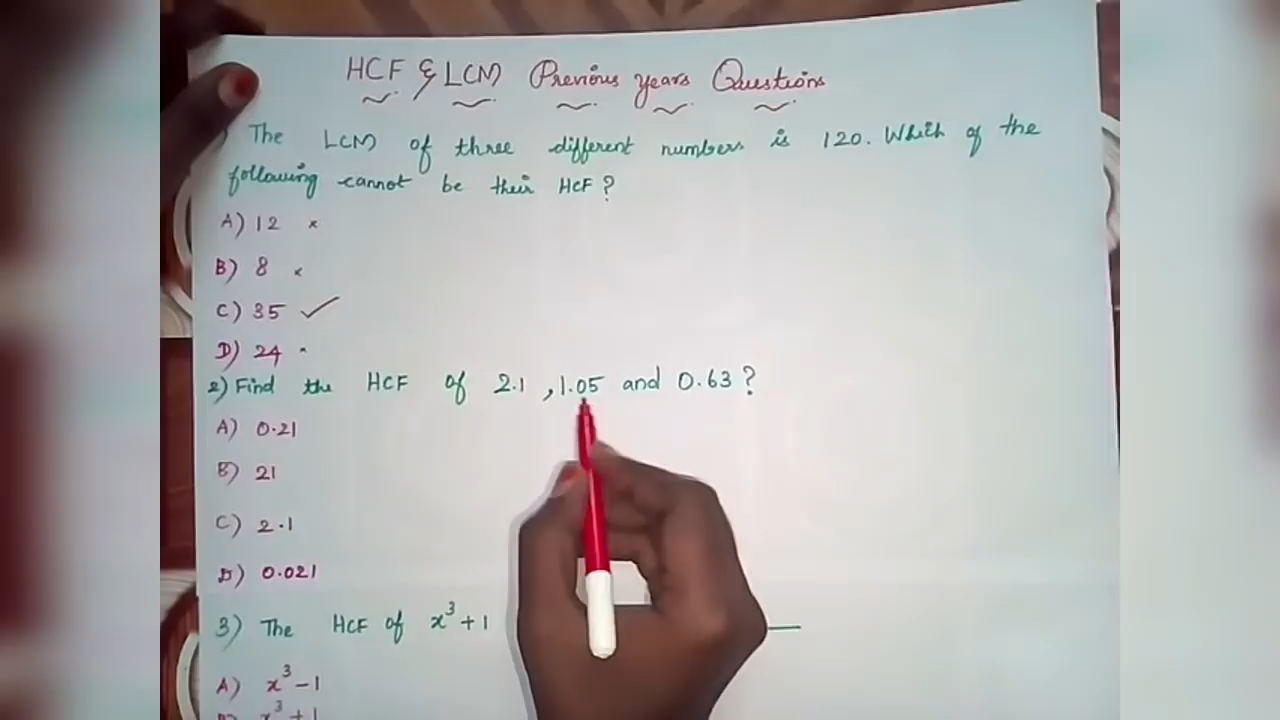 HCF & LCM Previous years Questions
) The LCM of three different numbers is 120. Which of the
following cannot be their HCF?
A) 12 ×
B) 8 ×
C) 35 ✓
D) 24
2) Find the HCF of 2.1 , 1.05 and 0.63?
A) 0.21
B) 21
C) 2.1
D) 0.021
3) The HCF of x³ + 1
A) x³ - 1
x³ + 1